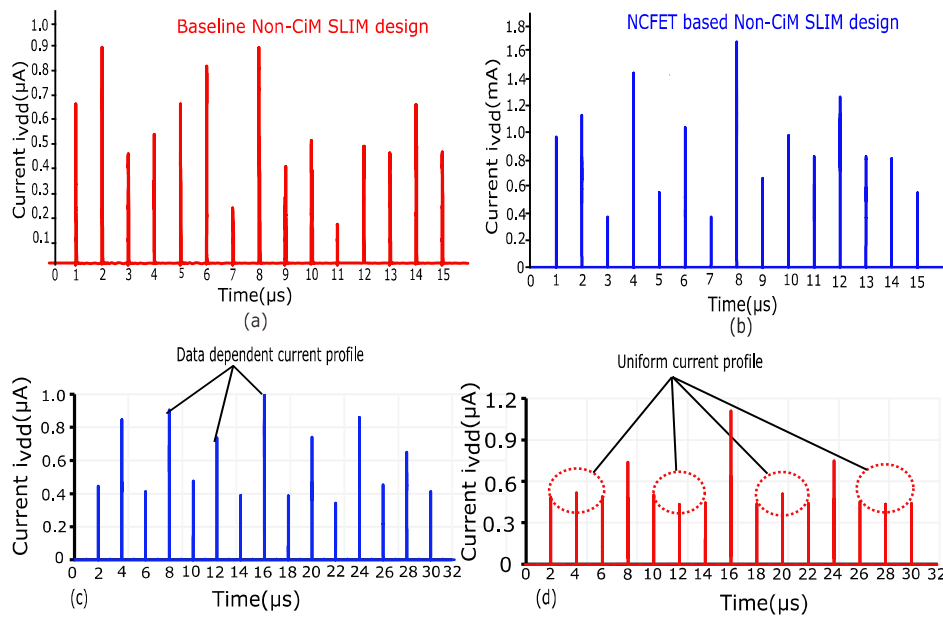 Baseline Non-CiM SLIM design
Current ivdd(µA)
1.0
0.9
0.8
0.7
0.6
0.5
0.4
0.3
0.2
0.1
0 1 2 3 4 5 6 7 8 9 10 11 12 13 14 15
Time(µs)
(a)
NCFET based Non-CiM SLIM design
Current ivdd(mA)
1.8
1.6
1.4
1.2
1.0
0.8
0.6
0.4
0.2
0
0 1 2 3 4 5 6 7 8 9 10 11 12 13 14 15
Time(µs)
(b)
Data dependent current profile
Current ivdd(µA)
1.0
0.8
0.6
0.4
0.2
0
0 2 4 6 8 10 12 14 16 18 20 22 24 26 28 30 32
Time(µs)
(c)
Uniform current profile
Current ivdd(µA)
1.2
0.9
0.6
0.3
0
0 2 4 6 8 10 12 14 16 18 20 22 24 26 28 30 32
Time(µs)
(d)